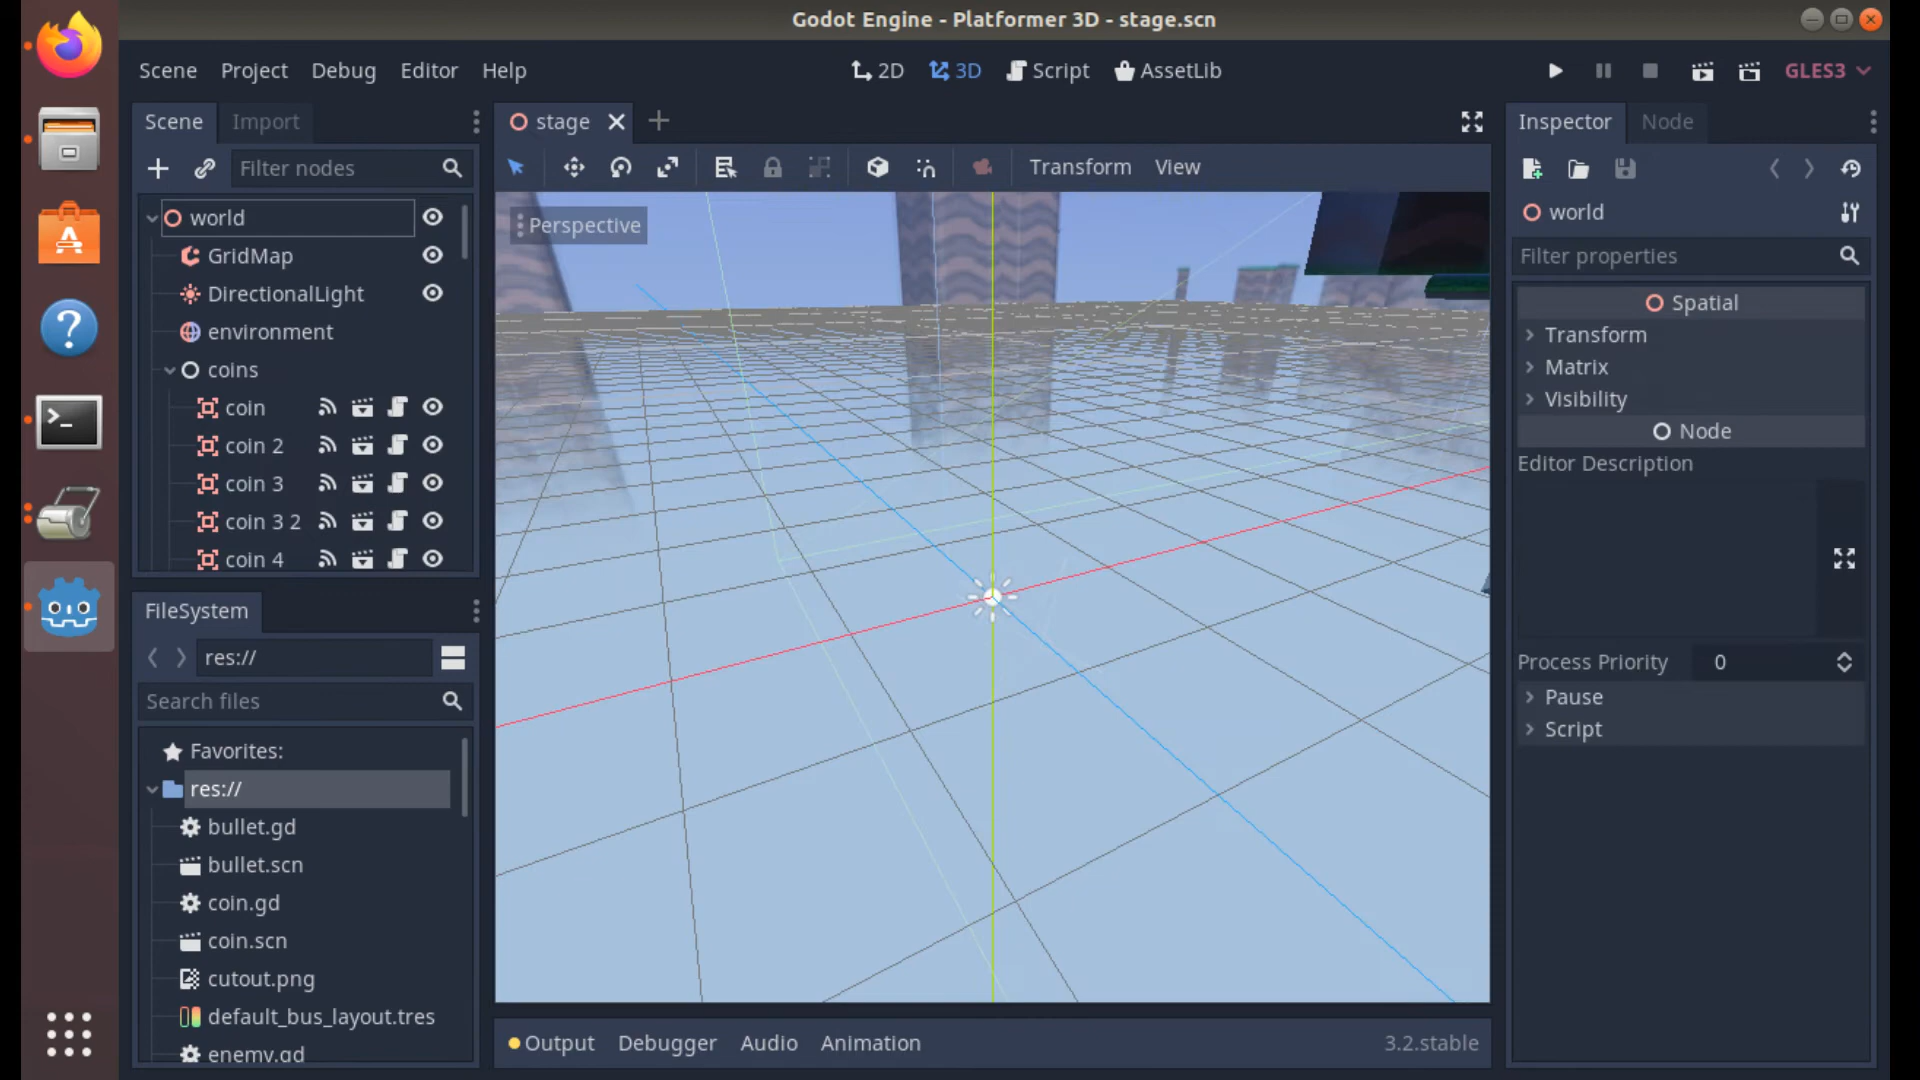 Godot Engine - Platformer 3D - stage.scn
Scene Project Debug Editor Help
2D 3D Script AssetLib
GLES3
Scene Import
Filter nodes
world
GridMap
DirectionalLight
environment
coins
coin
coin 2
coin 3
coin 3 2
coin 4
FileSystem
res://
Search files
Favorites:
res://
bullet.gd
bullet.scn
coin.gd
coin.scn
cutout.png
default_bus_layout.tres
enemy.gd
stage
Transform View
Perspective
Output Debugger Audio Animation
3.2.stable
Inspector Node
world
Filter properties
Spatial
Transform
Matrix
Visibility
Node
Editor Description
Process Priority 0
Pause
Script